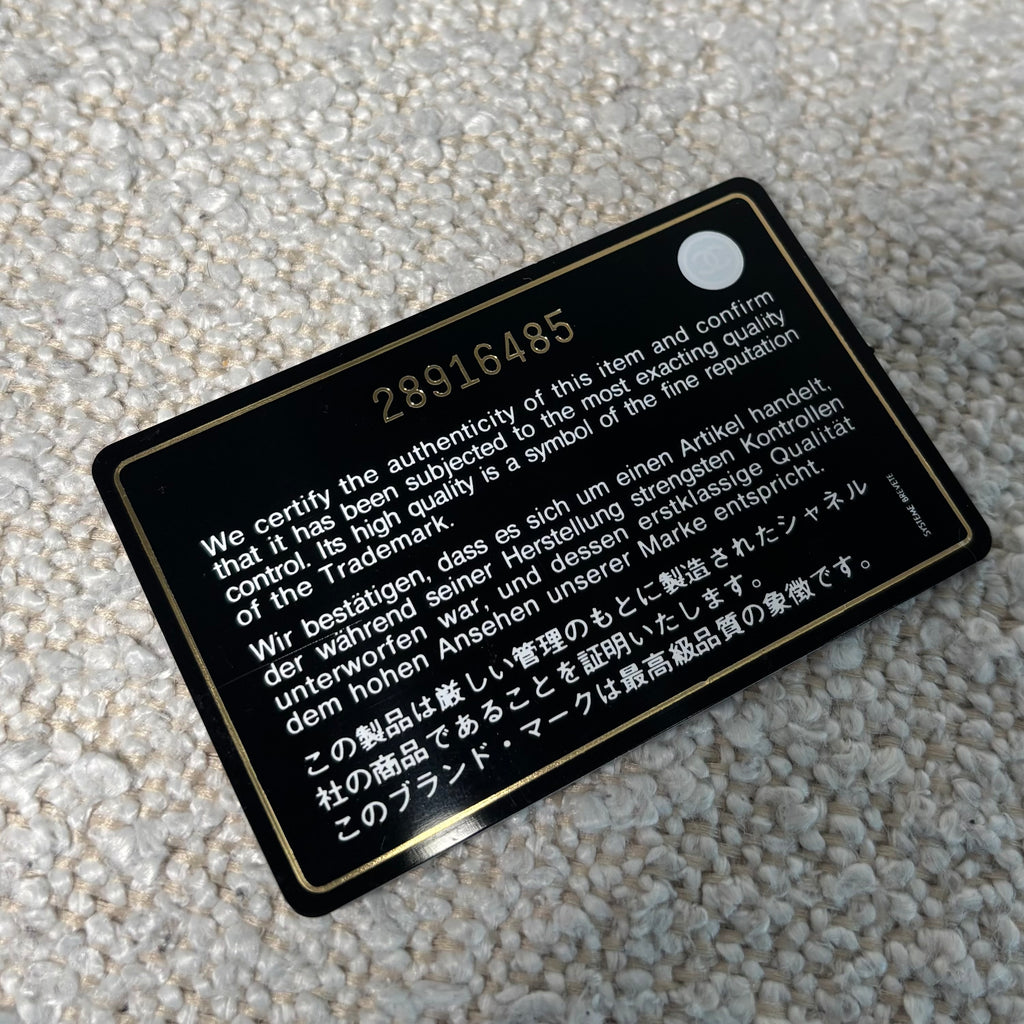 28916485
We certify the authenticity of this item and confirm
that it has been subjected to the most exacting quality
control. Its high quality is a symbol of the fine reputation
of the Trademark.
Wir bestätigen, dass es sich um einen Artikel handelt,
der während seiner Herstellung strengsten Kontrollen
unterworfen war, und dessen erstklassige Qualität
dem hohen Ansehen unserer Marke entspricht.
この製品は厳しい管理のもとに製造されたシャネル
社の商品であることを証明いたします。
このブランド・マークは最高級品質の象徴です。
SYSTEME BREVETE